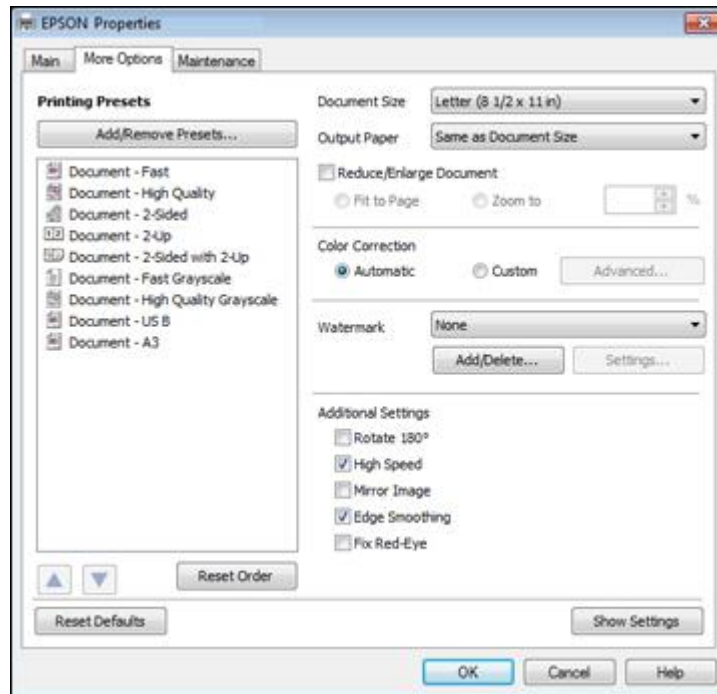 EPSON Properties
Main More Options Maintenance
Printing Presets
Add/Remove Presets...
Document - Fast
Document - High Quality
Document - 2-Sided
Document - 2-Up
Document - 2-Sided with 2-Up
Document - Fast Grayscale
Document - High Quality Grayscale
Document - US B
Document - A3
Reset Order
Document Size Letter (8 1/2 x 11 in)
Output Paper Same as Document Size
Reduce/Enlarge Document
Fit to Page Zoom to %
Color Correction
Automatic Custom Advanced...
Watermark None
Add/Delete... Settings...
Additional Settings
Rotate 180°
High Speed
Mirror Image
Edge Smoothing
Fix Red-Eye
Reset Defaults Show Settings
OK Cancel Help